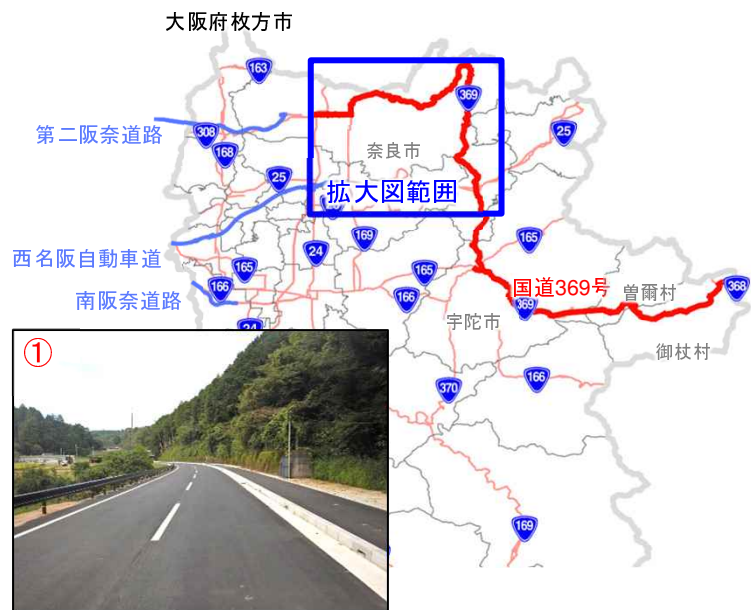 大阪府枚方市
163
369
第二阪奈道路
308
168
奈良市
25
25
拡大図範囲
169
24
165
西名阪自動車道
165
165
166
166
南阪奈道路
国道369号
369
曽爾村
368
宇陀市
御杖村
24
①
166
370
169